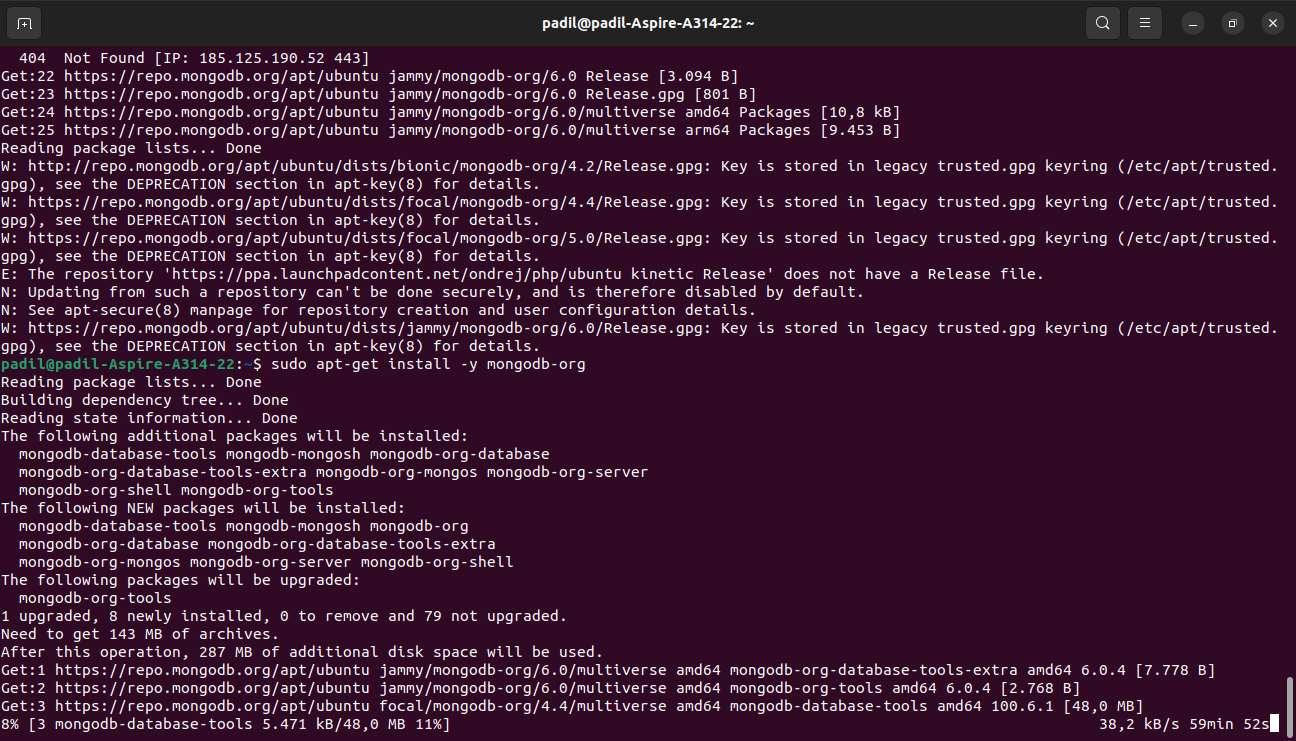 padil@padil-Aspire-A314-22: ~
404  Not Found [IP: 185.125.190.52 443]
Get:22 https://repo.mongodb.org/apt/ubuntu jammy/mongodb-org/6.0 Release [3.094 B]
Get:23 https://repo.mongodb.org/apt/ubuntu jammy/mongodb-org/6.0 Release.gpg [801 B]
Get:24 https://repo.mongodb.org/apt/ubuntu jammy/mongodb-org/6.0/multiverse amd64 Packages [10,8 kB]
Get:25 https://repo.mongodb.org/apt/ubuntu jammy/mongodb-org/6.0/multiverse arm64 Packages [9.453 B]
Reading package lists... Done
W: http://repo.mongodb.org/apt/ubuntu/dists/bionic/mongodb-org/4.2/Release.gpg: Key is stored in legacy trusted.gpg keyring (/etc/apt/trusted.
gpg), see the DEPRECATION section in apt-key(8) for details.
W: https://repo.mongodb.org/apt/ubuntu/dists/focal/mongodb-org/4.4/Release.gpg: Key is stored in legacy trusted.gpg keyring (/etc/apt/trusted.
gpg), see the DEPRECATION section in apt-key(8) for details.
W: https://repo.mongodb.org/apt/ubuntu/dists/focal/mongodb-org/5.0/Release.gpg: Key is stored in legacy trusted.gpg keyring (/etc/apt/trusted.
gpg), see the DEPRECATION section in apt-key(8) for details.
E: The repository 'https://ppa.launchpadcontent.net/ondrej/php/ubuntu kinetic Release' does not have a Release file.
N: Updating from such a repository can't be done securely, and is therefore disabled by default.
N: See apt-secure(8) manpage for repository creation and user configuration details.
W: https://repo.mongodb.org/apt/ubuntu/dists/jammy/mongodb-org/6.0/Release.gpg: Key is stored in legacy trusted.gpg keyring (/etc/apt/trusted.
gpg), see the DEPRECATION section in apt-key(8) for details.
padil@padil-Aspire-A314-22:~$ sudo apt-get install -y mongodb-org
Reading package lists... Done
Building dependency tree... Done
Reading state information... Done
The following additional packages will be installed:
  mongodb-database-tools mongodb-mongosh mongodb-org-database
  mongodb-org-database-tools-extra mongodb-org-mongos mongodb-org-server
  mongodb-org-shell mongodb-org-tools
The following NEW packages will be installed:
  mongodb-database-tools mongodb-mongosh mongodb-org
  mongodb-org-database mongodb-org-database-tools-extra
  mongodb-org-mongos mongodb-org-server mongodb-org-shell
The following packages will be upgraded:
  mongodb-org-tools
1 upgraded, 8 newly installed, 0 to remove and 79 not upgraded.
Need to get 143 MB of archives.
After this operation, 287 MB of additional disk space will be used.
Get:1 https://repo.mongodb.org/apt/ubuntu jammy/mongodb-org/6.0/multiverse amd64 mongodb-org-database-tools-extra amd64 6.0.4 [7.778 B]
Get:2 https://repo.mongodb.org/apt/ubuntu jammy/mongodb-org/6.0/multiverse amd64 mongodb-org-tools amd64 6.0.4 [2.768 B]
Get:3 https://repo.mongodb.org/apt/ubuntu focal/mongodb-org/4.4/multiverse amd64 mongodb-database-tools amd64 100.6.1 [48,0 MB]
8% [3 mongodb-database-tools 5.471 kB/48,0 MB 11%] 38,2 kB/s 59min 52s